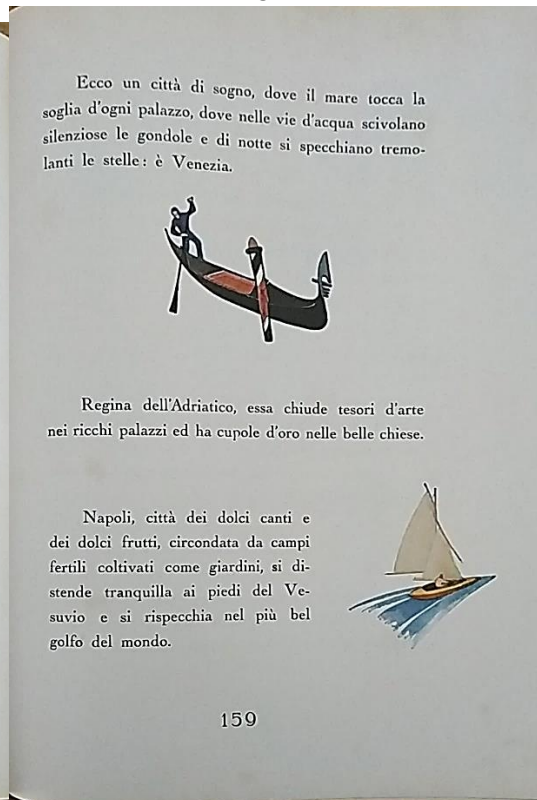 Ecco un città di sogno, dove il mare tocca la
soglia d'ogni palazzo, dove nelle vie d'acqua scivolano
silenziose le gondole e di notte si specchiano tremo-
lanti le stelle: è Venezia.
Regina dell'Adriatico, essa chiude tesori d'arte
nei ricchi palazzi ed ha cupole d'oro nelle belle chiese.
Napoli, città dei dolci canti e
dei dolci frutti, circondata da campi
fertili coltivati come giardini, si di-
stende tranquilla ai piedi del Ve-
suvio e si rispecchia nel più bel
golfo del mondo.
159